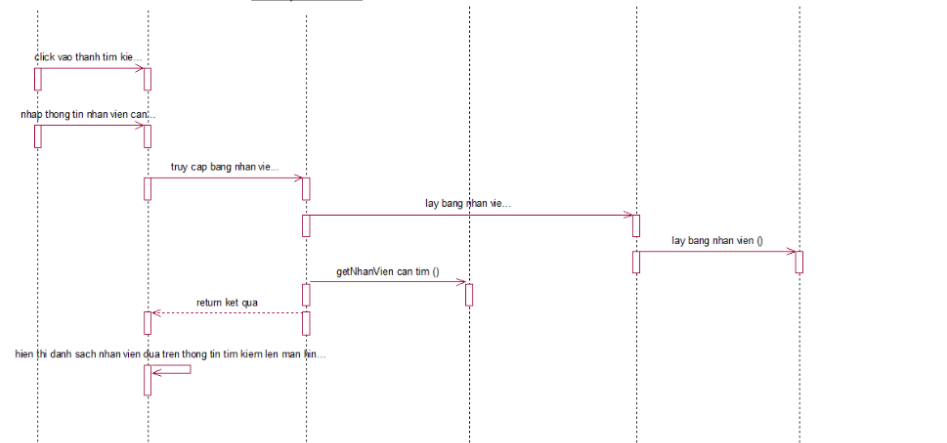 click vao thanh tim kie...
nhap thong tin nhan vien can...
truy cap bang nhan vie...
lay bang nhan vie...
lay bang nhan vien ()
getNhanVien can tim ()
return ket qua
hien thi danh sach nhan vien dua tren thong tin tim kiem len man hin...